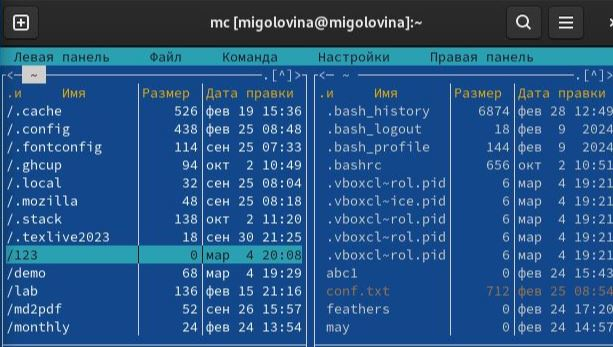 mc [migolovina@migolovina]:~
Левая панель Файл Команда Настройки Правая панель
<— ~ .[^]> <— ~ .[^]>
.и Имя Размер Дата правки .и Имя Размер Дата правки
/.cache 526 фев 19 15:36 .bash_history 6874 фев 28 12:49
/.config 438 фев 25 08:48 .bash_logout 18 фев 9 2024
/.fontconfig 114 сен 25 07:33 .bash_profile 144 фев 9 2024
/.ghcup 94 окт 2 10:49 .bashrc 656 окт 2 10:51
/.local 32 сен 25 08:04 .vboxcl~rol.pid 6 мар 4 19:21
/.mozilla 48 сен 25 08:18 .vboxcl~ice.pid 6 мар 4 19:21
/.stack 138 окт 2 11:20 .vboxcl~rol.pid 6 мар 4 19:21
/.texlive2023 18 сен 30 21:25 .vboxcl~rol.pid 6 мар 4 19:21
/123 0 мар 4 20:08 .vboxcl~rol.pid 6 мар 4 19:21
/demo 68 мар 4 19:29 abc1 0 фев 24 15:43
/lab 136 фев 15 21:16 conf.txt 712 фев 25 08:54
/md2pdf 52 сен 26 15:57 feathers 0 фев 24 17:20
/monthly 24 фев 24 13:54 may 0 фев 24 14:57